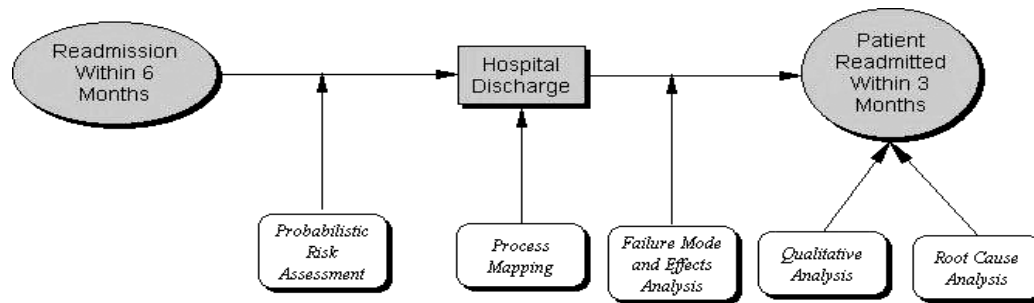 Readmission
Within 6
Months
Hospital
Discharge
Patient
Readmitted
Within 3
Months
Probabilistic
Risk
Assessment
Process
Mapping
Failure Mode
and Effects
Analysis
Qualitative
Analysis
Root Cause
Analysis